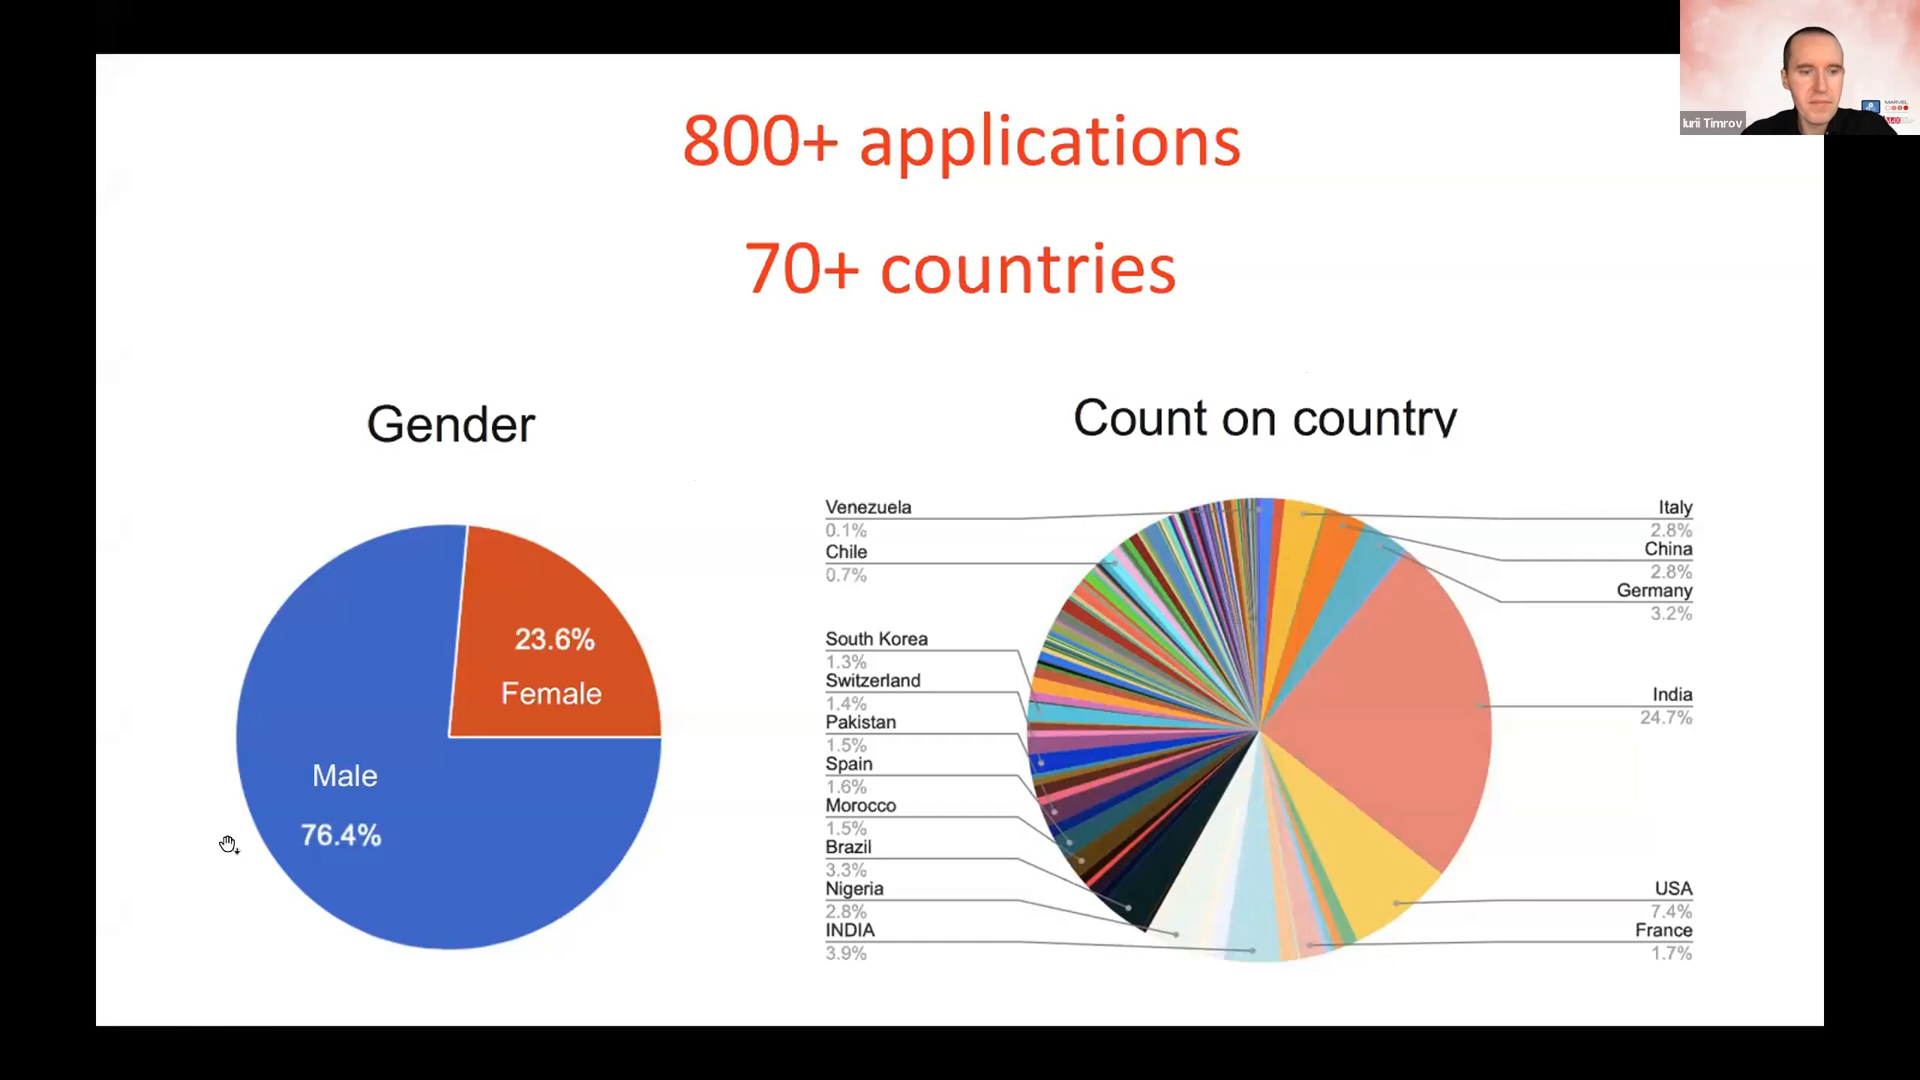 800+ applications
70+ countries
Gender
Count on country
23.6%
Female
Male
76.4%
Venezuela
0.1%
Chile
0.7%
South Korea
1.3%
Switzerland
1.4%
Pakistan
1.5%
Spain
1.6%
Morocco
1.5%
Brazil
3.3%
Nigeria
2.8%
INDIA
3.9%
Italy
2.8%
China
2.8%
Germany
3.2%
India
24.7%
USA
7.4%
France
1.7%
Iurii Timrov
MARVEL